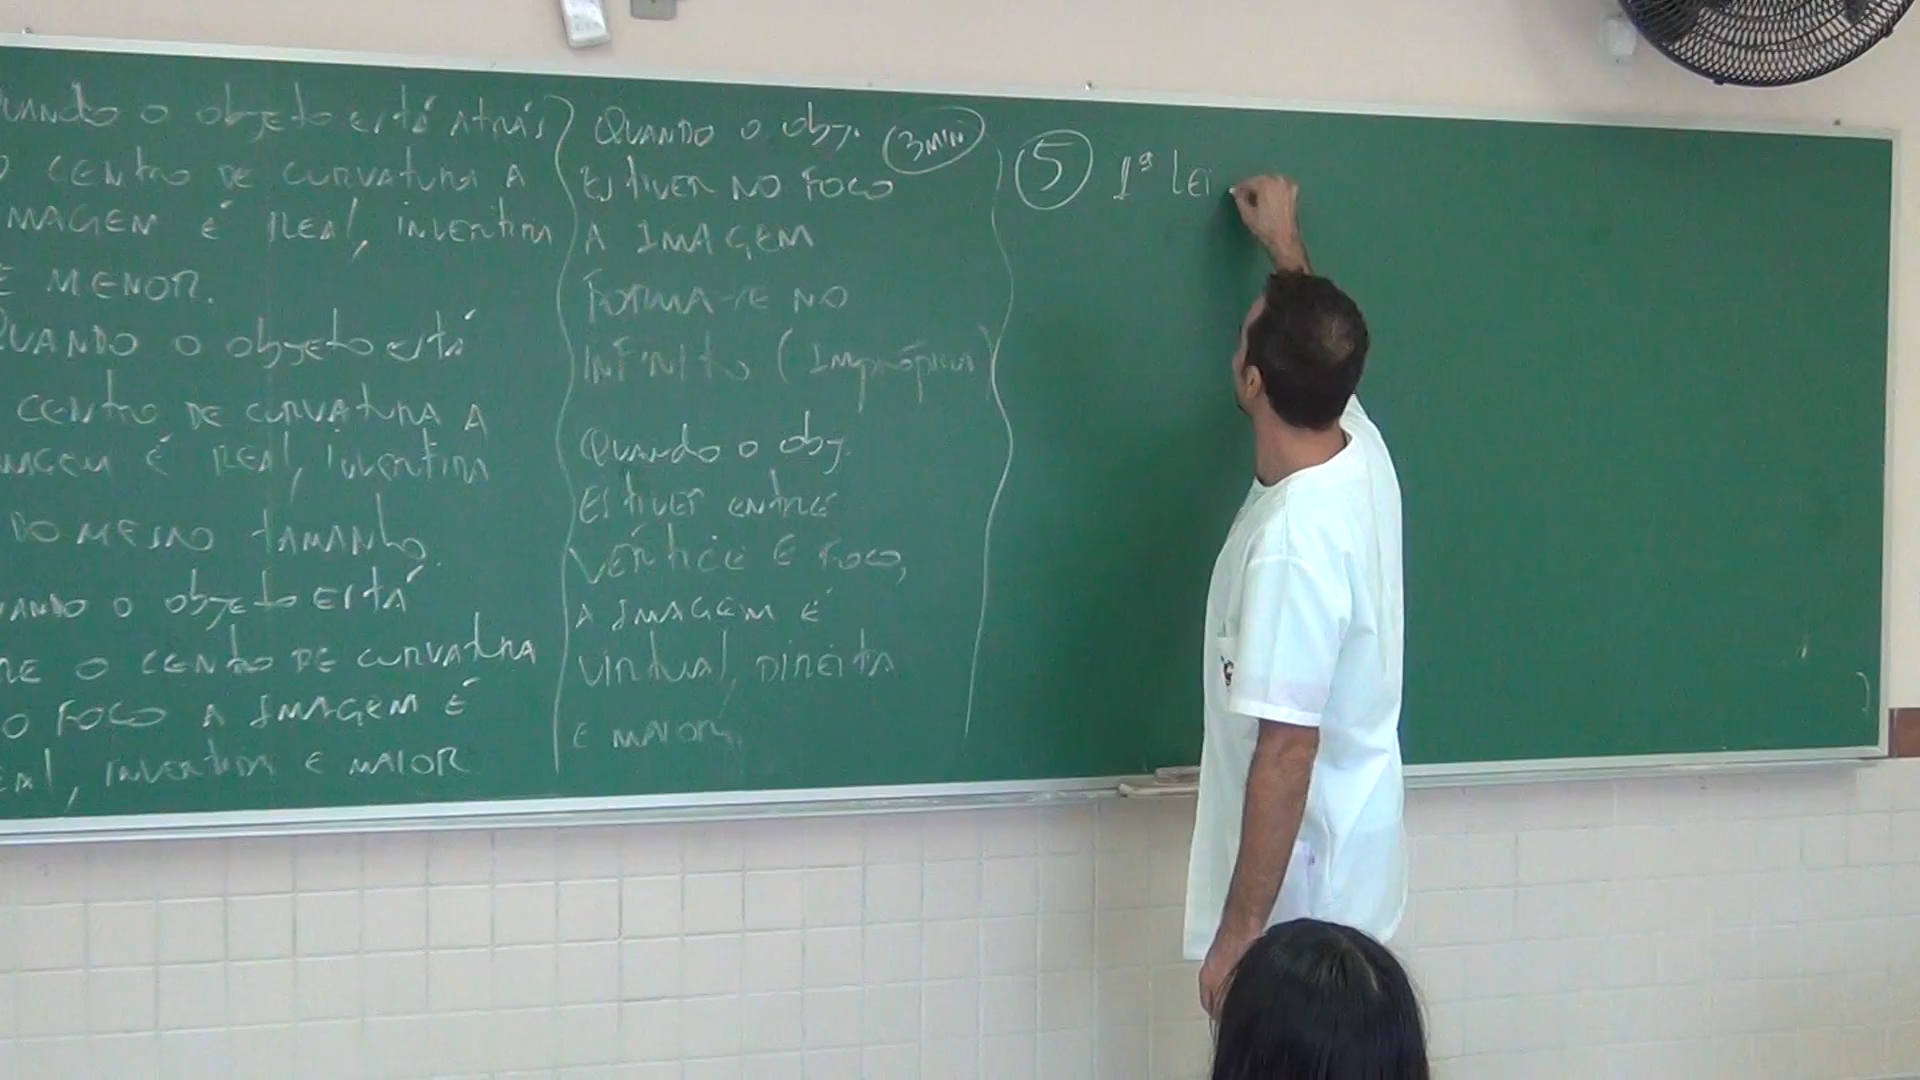 UANDO O objeto está atrás
O CENTRO DE CURVATURA A
MAGEM É REAl, invertida
E MENOR.
QUANDO O objeto está
CENTRO DE CURVATURA A
MAGEM É REAl, invertida
DO MESMO TAMANho.
UANDO O objeto ESTÁ
RE O CENTRO DE CURVATURA
O FOCO A IMAGEM É
EAl, INVERTIDA E MAIOR
QUANDO O obj.
3 MIN
ESTIVER NO FOCO
A IMAGEM
FORMA-SE NO
INFINITO (Imprópria)
Quando o obj.
ESTIVER ENTRE
VÉRTICE E FOCO,
A IMAGEM É
VIRTUAl, DIREITA
E MAIOR.
5 1ª lEi